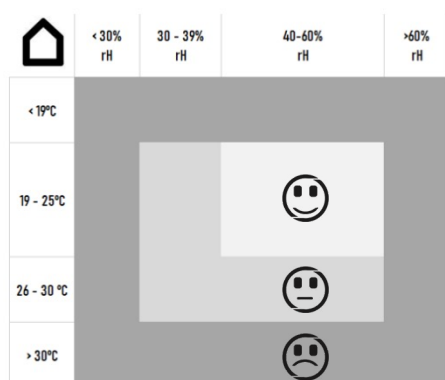 < 30%
rH
30 - 39%
rH
40-60%
rH
>60%
rH
< 19°C
19 - 25°C
26 - 30 °C
> 30°C